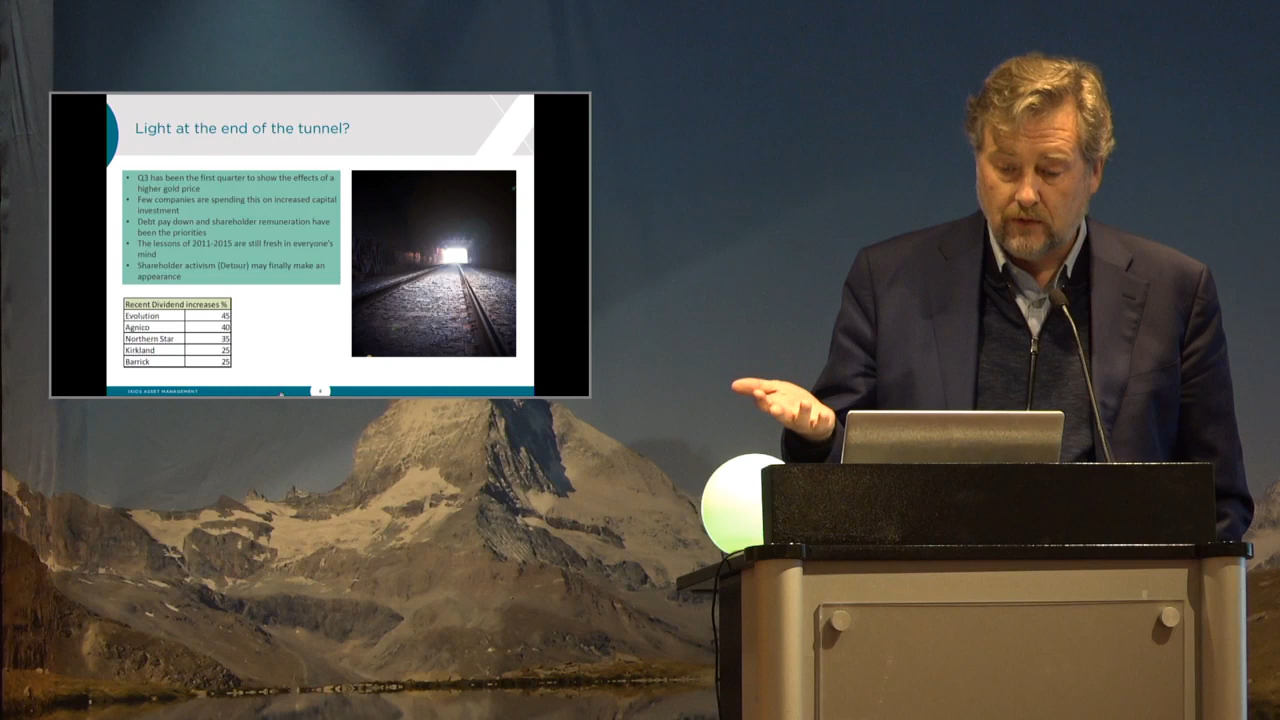 Light at the end of the tunnel?
• Q3 has been the first quarter to show the effects of a
higher gold price
• Few companies are spending this on increased capital
investment
• Debt pay down and shareholder remuneration have
been the priorities
• The lessons of 2011-2015 are still fresh in everyone's
mind
• Shareholder activism (Detour) may finally make an
appearance
Recent Dividend increases %
Evolution 45
Agnico 40
Northern Star 35
Kirkland 25
Barrick 25
ASSET MANAGEMENT